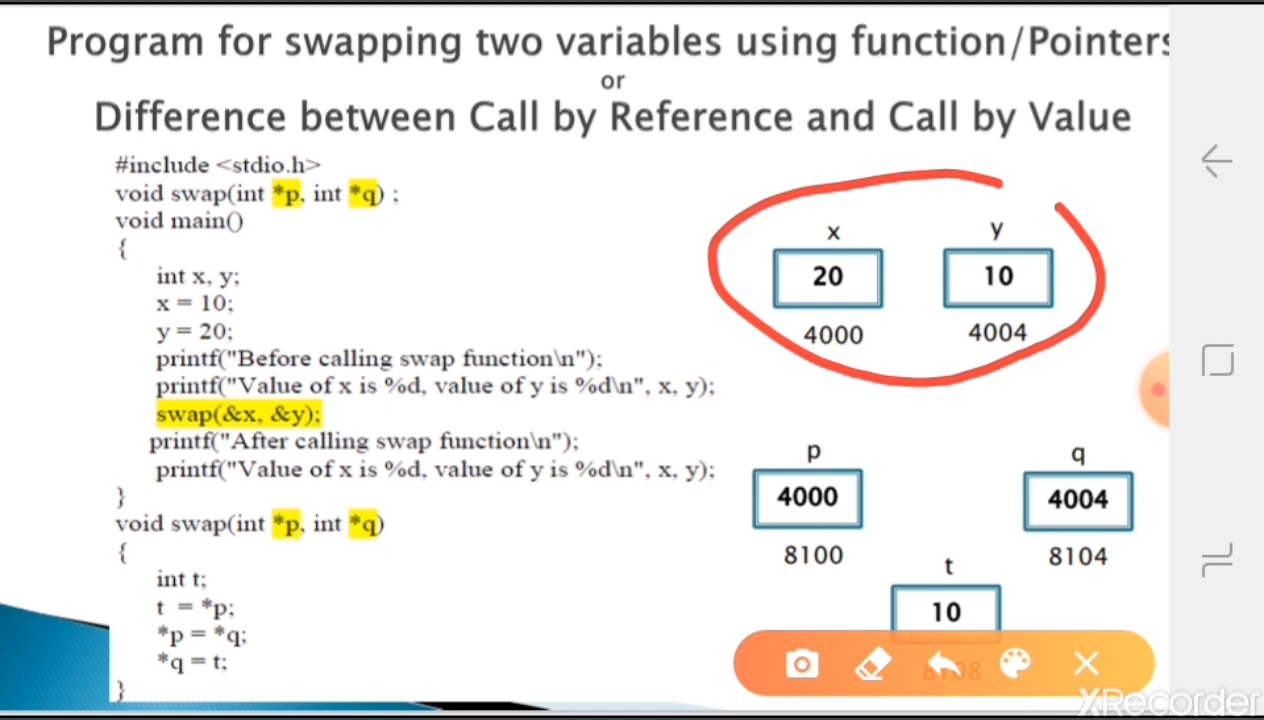 Program for swapping two variables using function/Pointers
or
Difference between Call by Reference and Call by Value
#include <stdio.h>
void swap(int *p, int *q) ;
void main()
{
int x, y;
x = 10;
y = 20;
printf("Before calling swap function\n");
printf("Value of x is %d, value of y is %d\n", x, y);
swap(&x, &y);
printf("After calling swap function\n");
printf("Value of x is %d, value of y is %d\n", x, y);
}
void swap(int *p, int *q)
{
int t;
t = *p;
*p = *q;
*q = t;
}
x y
20 10
4000 4004
p q
4000 4004
8100 8104
t
10
8108
XRecorder